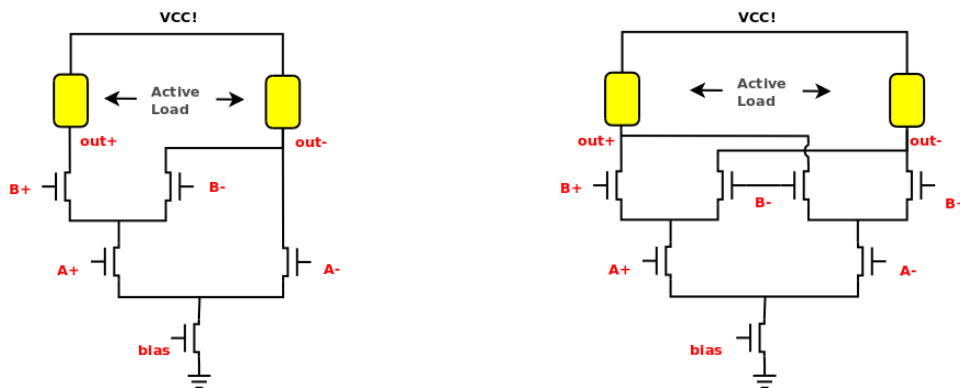 VCC!
Active
Load
out+
out-
B+
B-
A+
A-
bias
VCC!
Active
Load
out+
out-
B+
B-
B+
A+
A-
bias